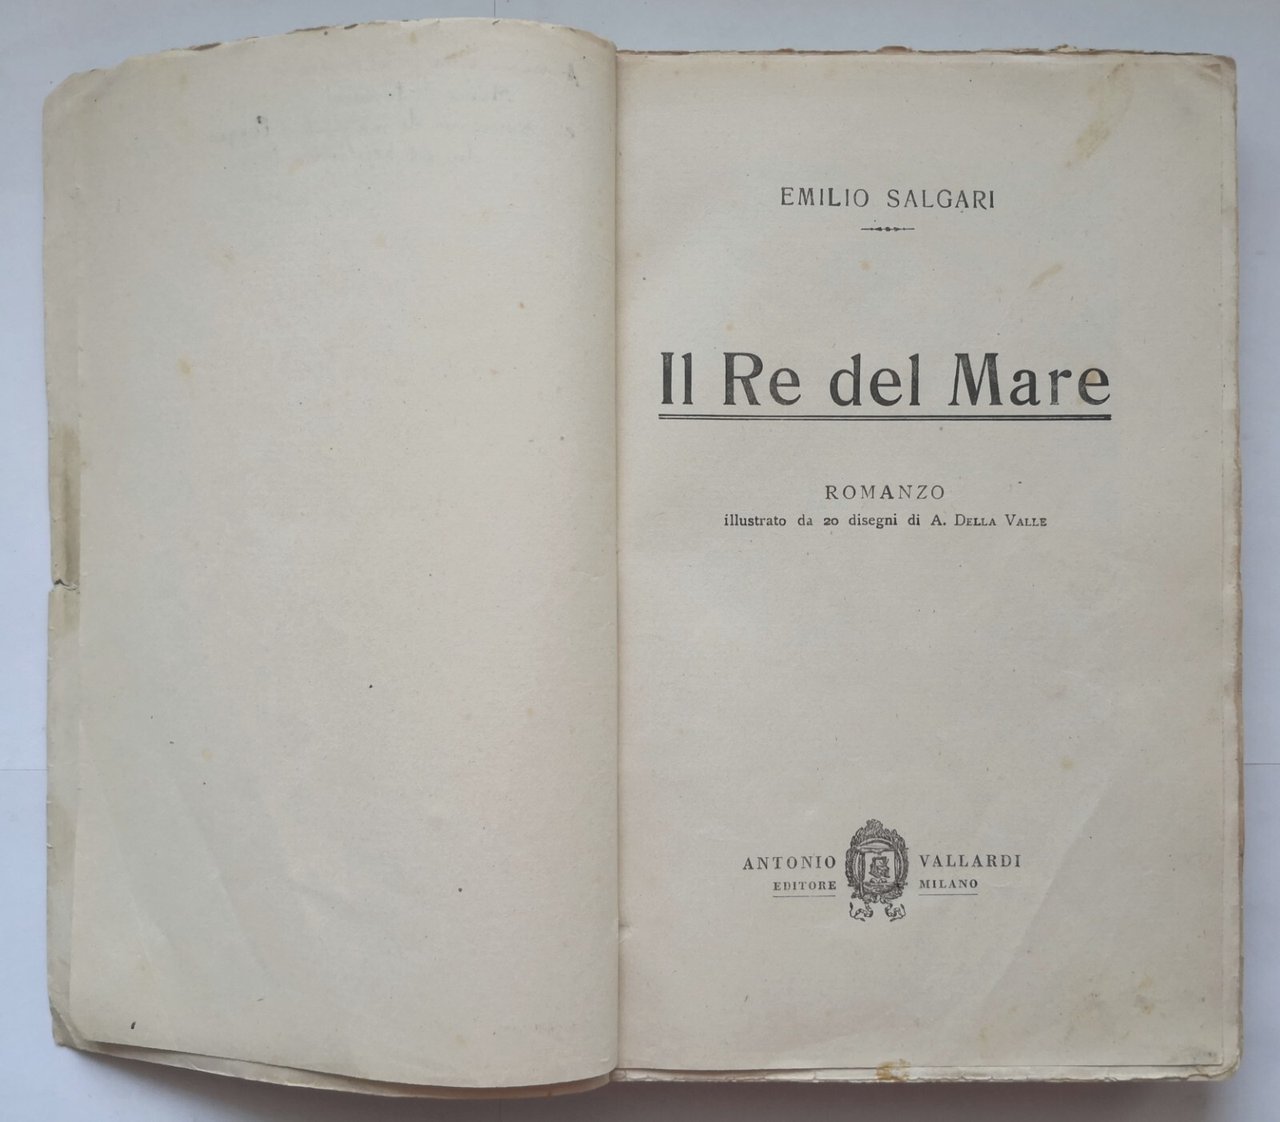 EMILIO SALGARI
Il Re del Mare
ROMANZO
illustrato da 20 disegni di A. DELLA VALLE
ANTONIO VALLARDI
EDITORE MILANO